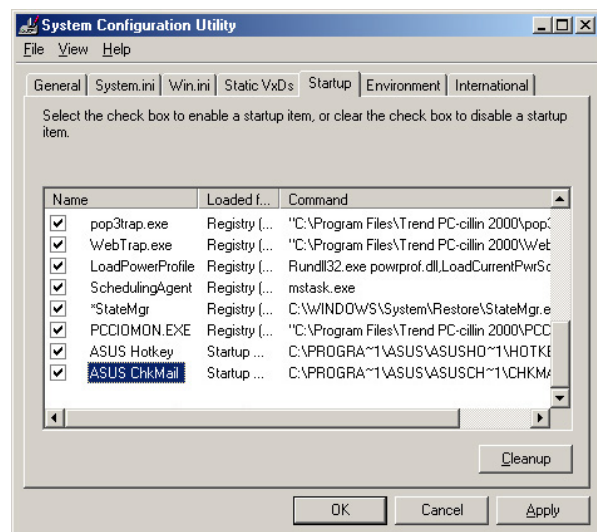 System Configuration Utility
File View Help
General System.ini Win.ini Static VxDs Startup Environment International
Select the check box to enable a startup item, or clear the check box to disable a startup
item.
Name Loaded f... Command
pop3trap.exe Registry (... "C:\Program Files\Trend PC-cillin 2000\pop3
WebTrap.exe Registry (... "C:\Program Files\Trend PC-cillin 2000\Web
LoadPowerProfile Registry (... Rundll32.exe powrprof.dll,LoadCurrentPwrSc
SchedulingAgent Registry (... mstask.exe
*StateMgr Registry (... C:\WINDOWS\System\Restore\StateMgr.e
PCCIOMON.EXE Registry (... "C:\Program Files\Trend PC-cillin 2000\PCC
ASUS Hotkey Startup ... C:\PROGRA~1\ASUS\ASUSHO~1\HOTKE
ASUS ChkMail Startup ... C:\PROGRA~1\ASUS\ASUSCH~1\CHKMA
Cleanup
OK Cancel Apply